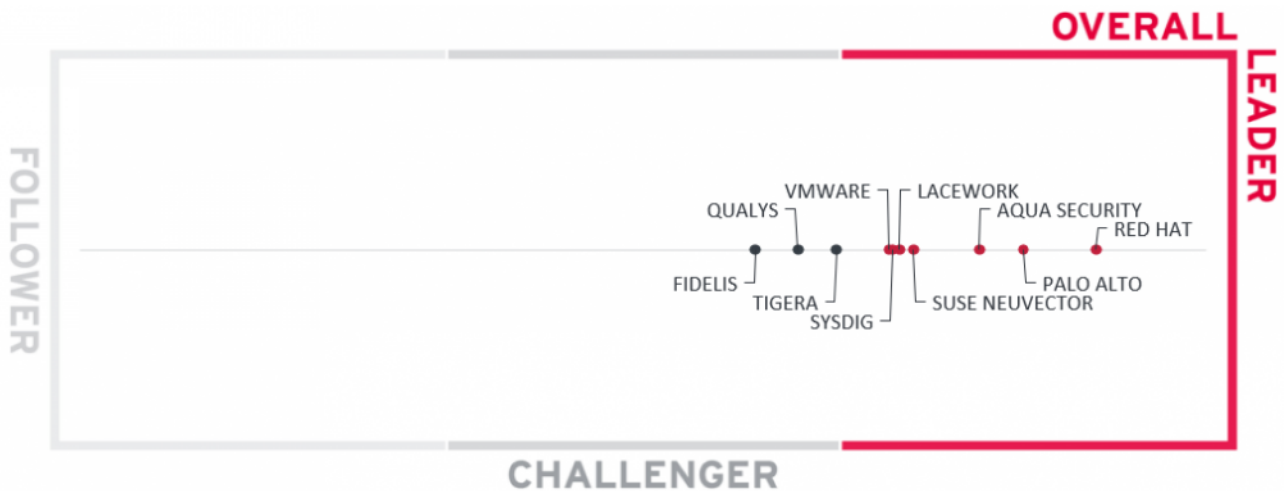 OVERALL
LEADER
FOLLOWER
VMWARE
LACEWORK
QUALYS
AQUA SECURITY
RED HAT
FIDELIS
PALO ALTO
TIGERA
SUSE NEUVECTOR
SYSDIG
CHALLENGER